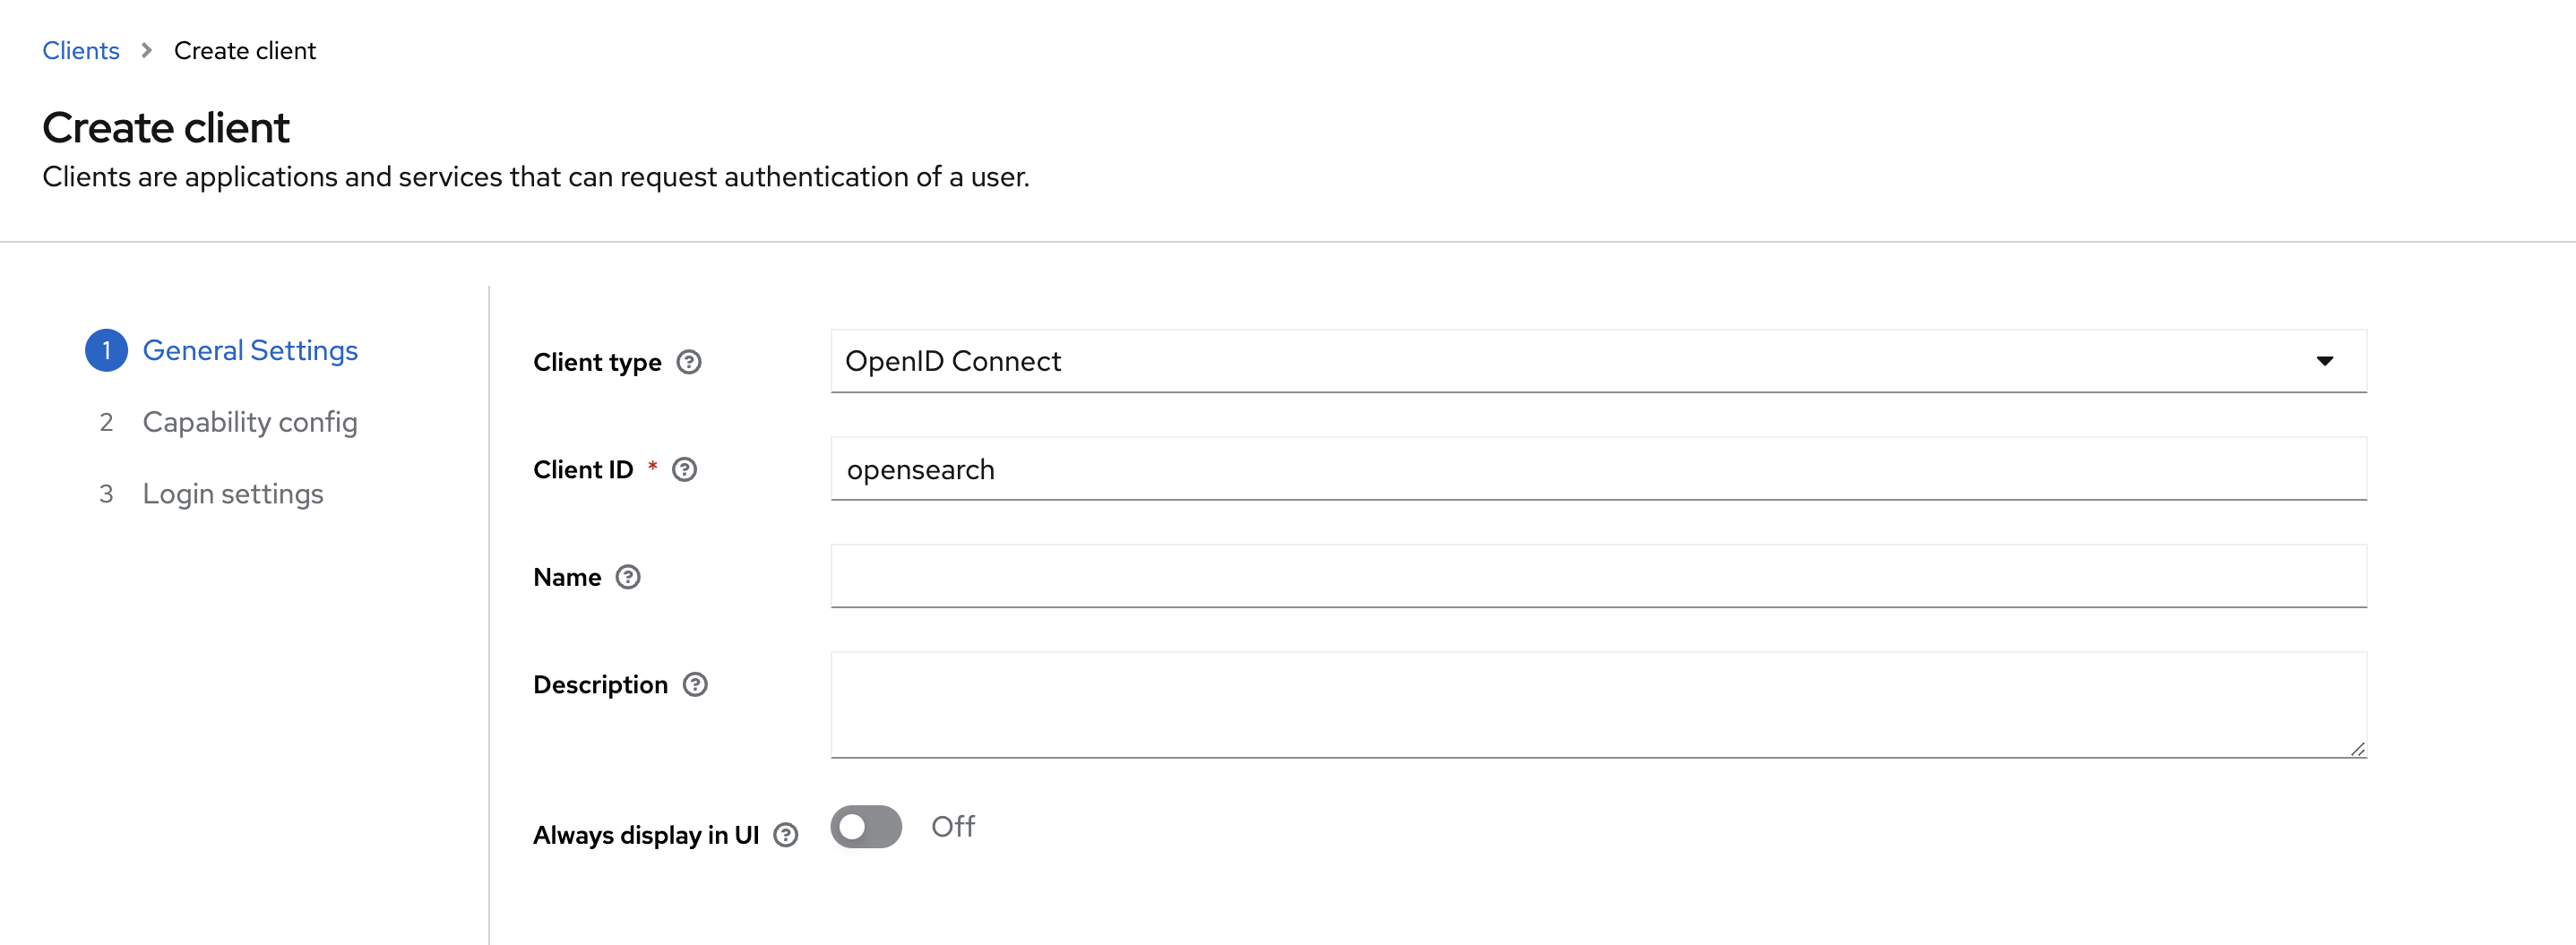 Clients > Create client
Create client
Clients are applications and services that can request authentication of a user.
1 General Settings
2 Capability config
3 Login settings
Client type ? OpenID Connect
Client ID * ? opensearch
Name ?
Description ?
Always display in UI ? Off